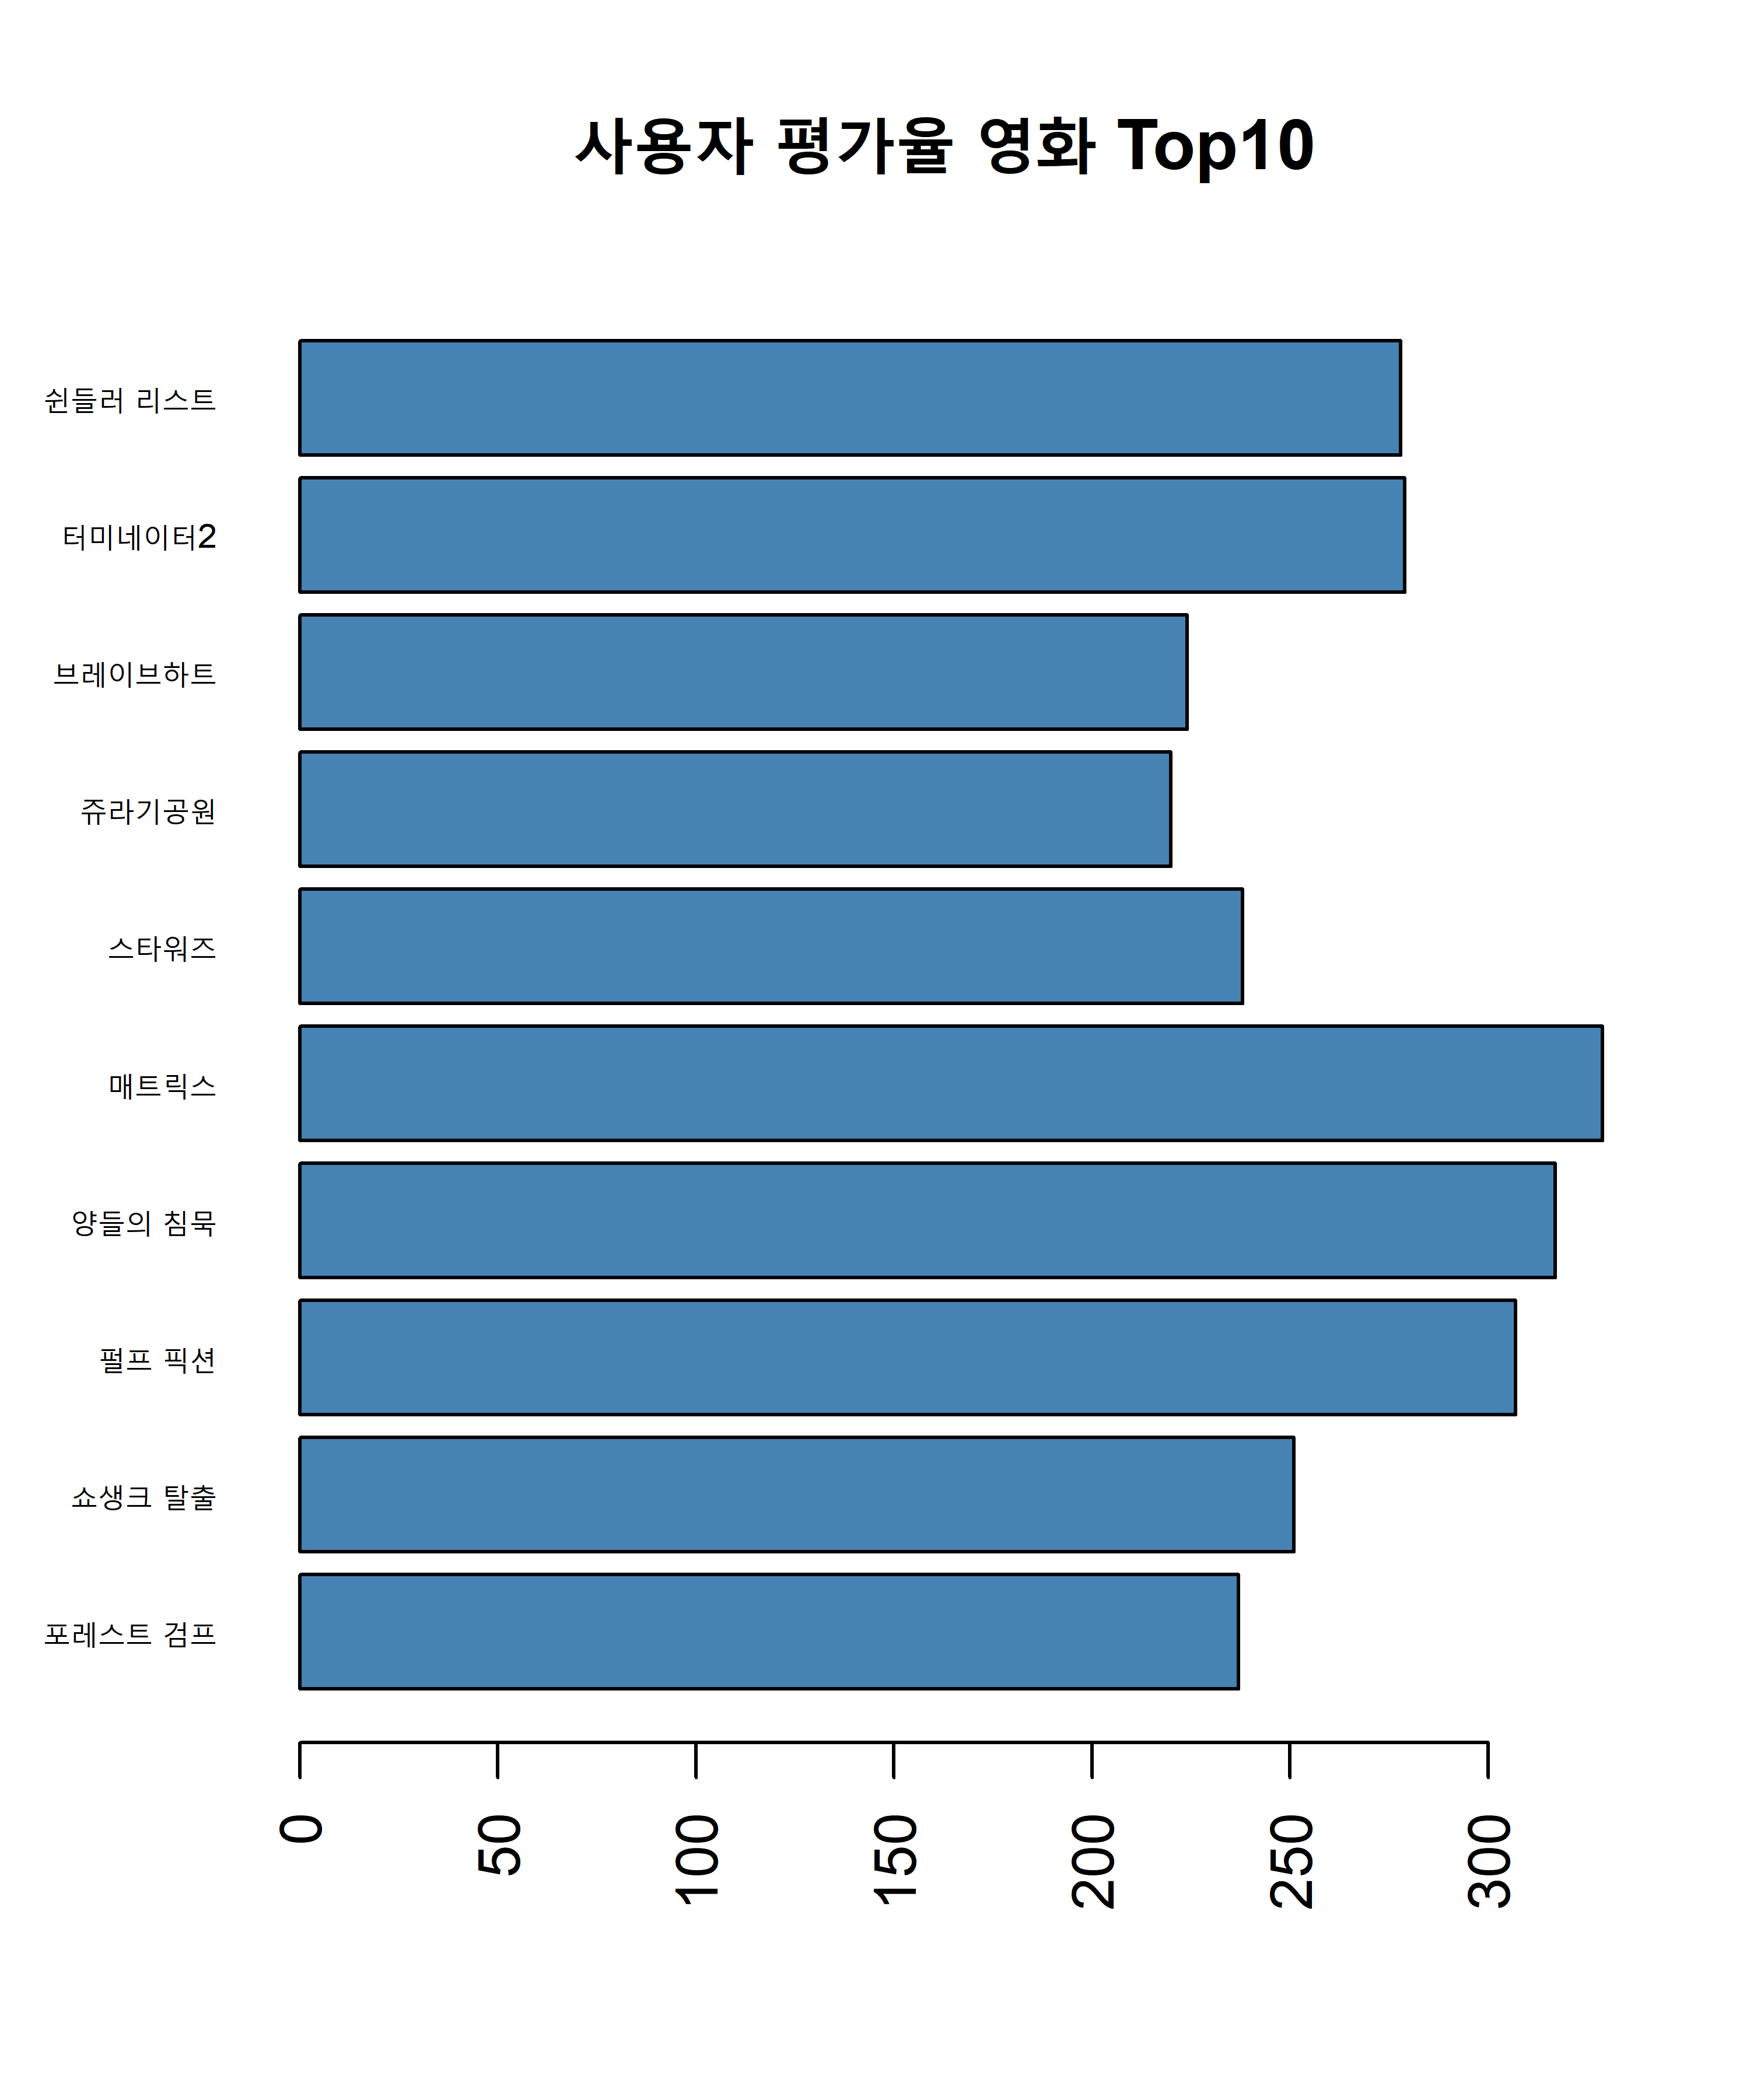 사용자 평가율 영화 Top10
쉰들러 리스트
터미네이터2
브레이브하트
쥬라기공원
스타워즈
매트릭스
양들의 침묵
펄프 픽션
쇼생크 탈출
포레스트 검프
0 50 100 150 200 250 300